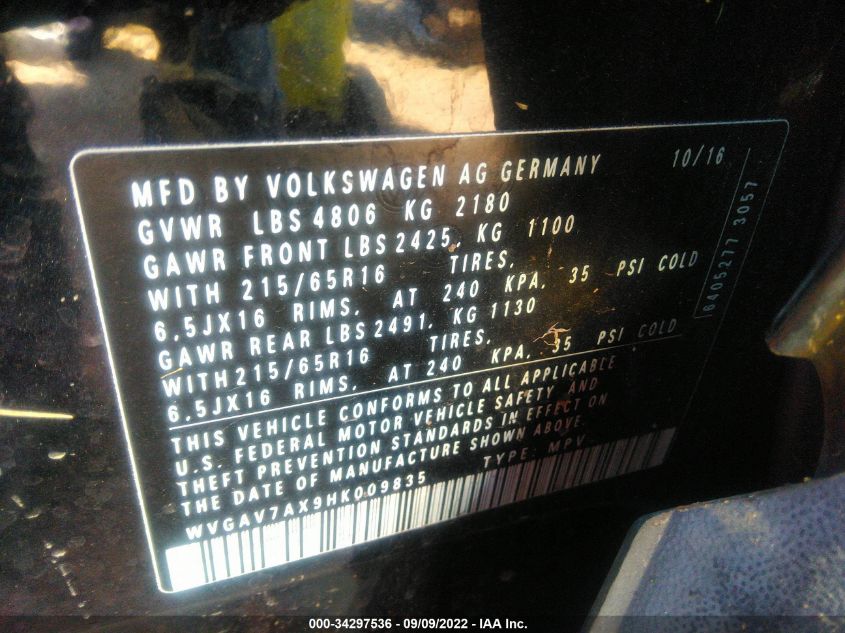 MFD BY VOLKSWAGEN AG GERMANY 10/16
GVWR LBS 4806 KG 2180
GAWR FRONT LBS 2425, KG 1100
WITH 215/65R16 TIRES,
6,5JX16 RIMS, AT 240 KPA, 35 PSI COLD
GAWR REAR LBS 2491, KG 1130
WITH 215/65R16 TIRES,
6,5JX16 RIMS, AT 240 KPA, 35 PSI COLD
THIS VEHICLE CONFORMS TO ALL APPLICABLE
U.S. FEDERAL MOTOR VEHICLE SAFETY AND
THEFT PREVENTION STANDARDS IN EFFECT ON
THE DATE OF MANUFACTURE SHOWN ABOVE.
WVGAV7AX9HK009835 TYPE: MPV
6405277 3057
000-34297536 - 09/09/2022 - IAA Inc.